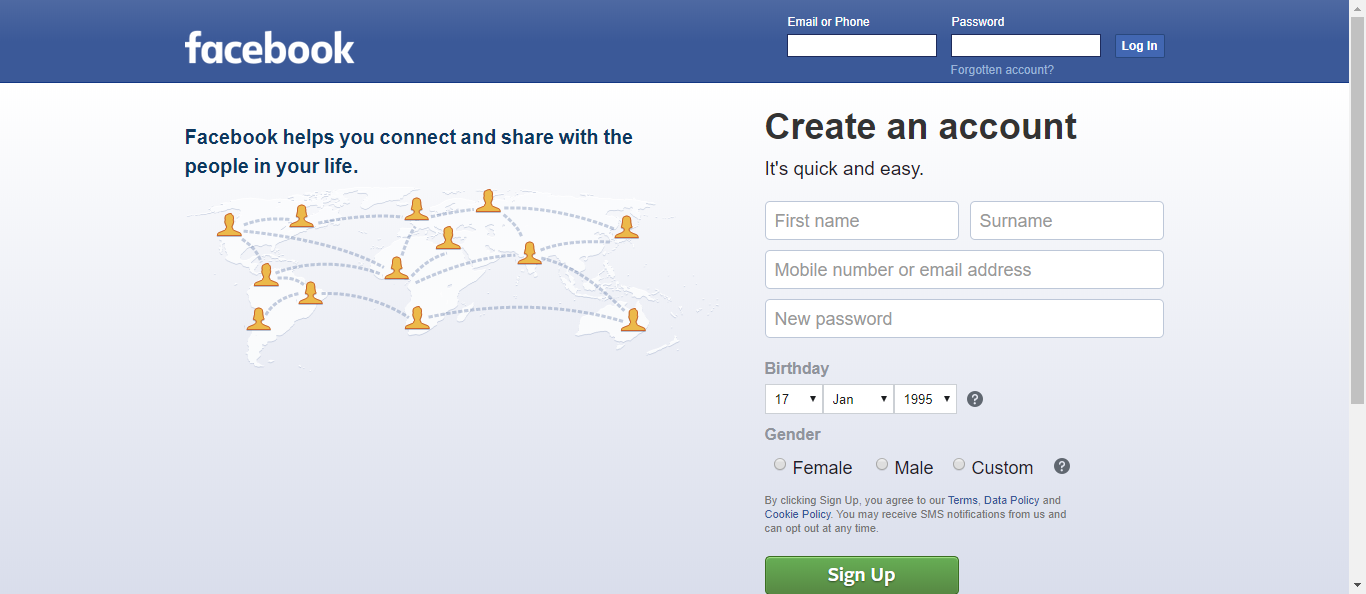 facebook
Email or Phone
Password
Log In
Forgotten account?
Facebook helps you connect and share with the
people in your life.
Create an account
It's quick and easy.
First name
Surname
Mobile number or email address
New password
Birthday
17 Jan 1995 ?
Gender
Female Male Custom ?
By clicking Sign Up, you agree to our Terms, Data Policy and
Cookie Policy. You may receive SMS notifications from us and
can opt out at any time.
Sign Up